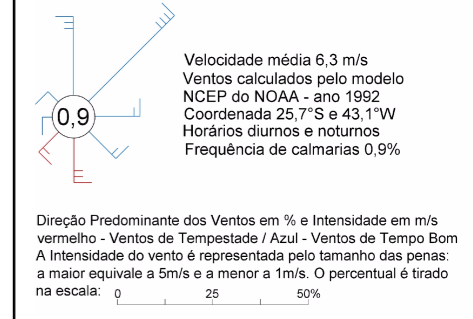 0,9
Velocidade média 6,3 m/s
Ventos calculados pelo modelo
NCEP do NOAA - ano 1992
Coordenada 25,7°S e 43,1°W
Horários diurnos e noturnos
Frequência de calmarias 0,9%
Direção Predominante dos Ventos em % e Intensidade em m/s
vermelho - Ventos de Tempestade / Azul - Ventos de Tempo Bom
A Intensidade do vento é representada pelo tamanho das penas:
a maior equivale a 5m/s e a menor a 1m/s. O percentual é tirado
na escala: 0 25 50%